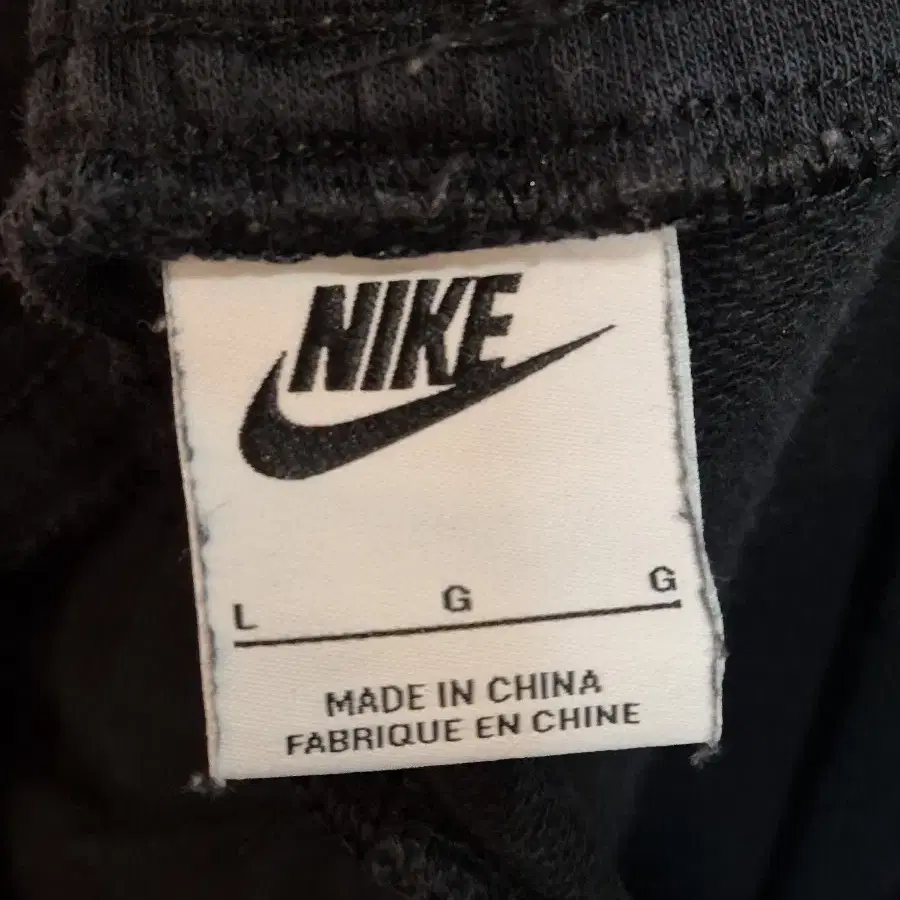 NIKE
L G G
MADE IN CHINA
FABRIQUE EN CHINE